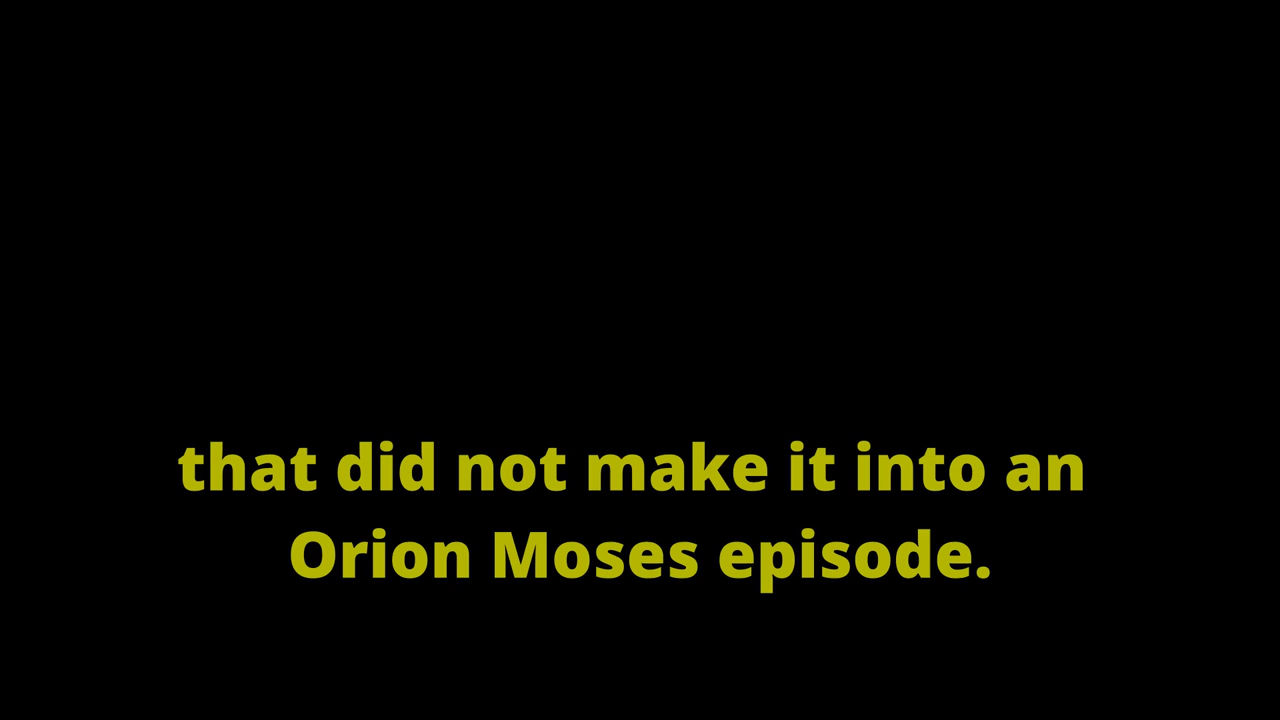 that did not make it into an
Orion Moses episode.